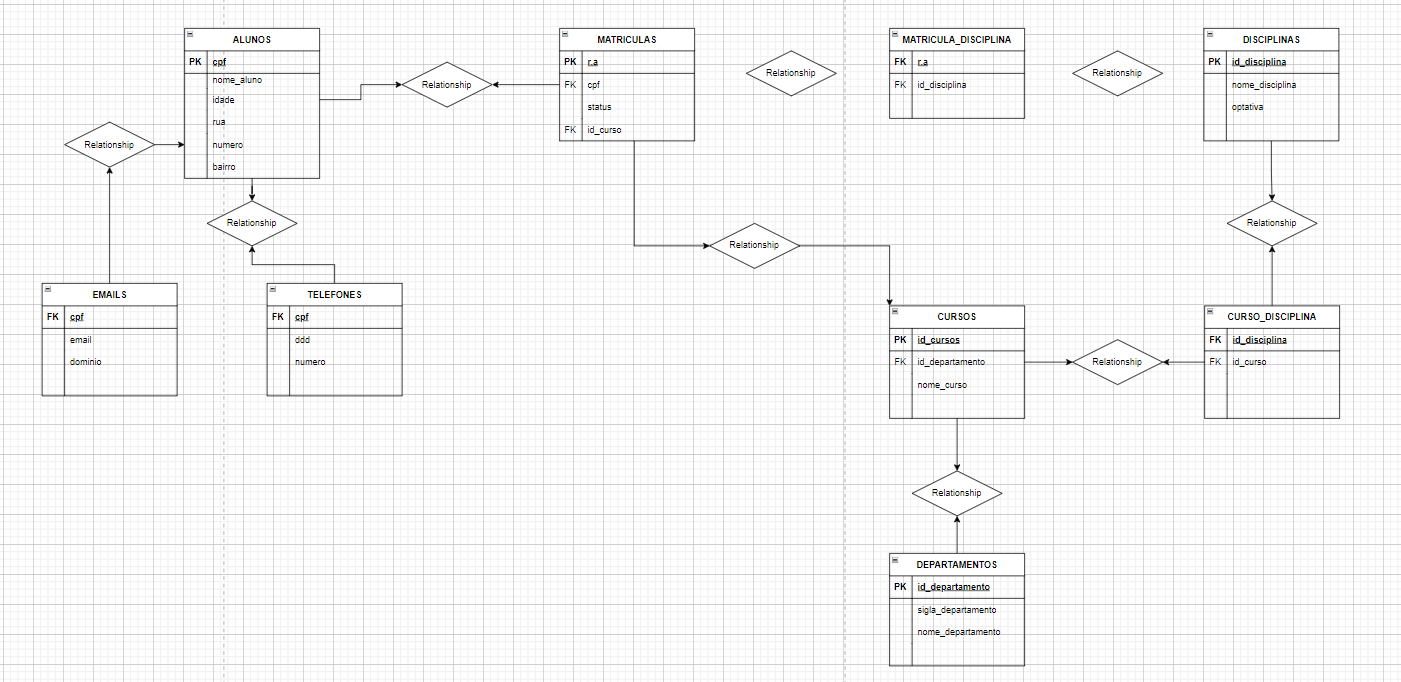 ALUNOS
PK cpf
nome_aluno
idade
rua
numero
bairro
Relationship
MATRICULAS
PK r.a
FK cpf
status
FK id_curso
Relationship
MATRICULA_DISCIPLINA
FK r.a
FK id_disciplina
Relationship
DISCIPLINAS
PK id_disciplina
nome_disciplina
optativa
Relationship
Relationship
Relationship
Relationship
EMAILS
FK cpf
email
dominio
TELEFONES
FK cpf
ddd
numero
CURSOS
PK id_cursos
FK id_departamento
nome_curso
Relationship
CURSO_DISCIPLINA
FK id_disciplina
FK id_curso
Relationship
Relationship
DEPARTAMENTOS
PK id_departamento
sigla_departamento
nome_departamento